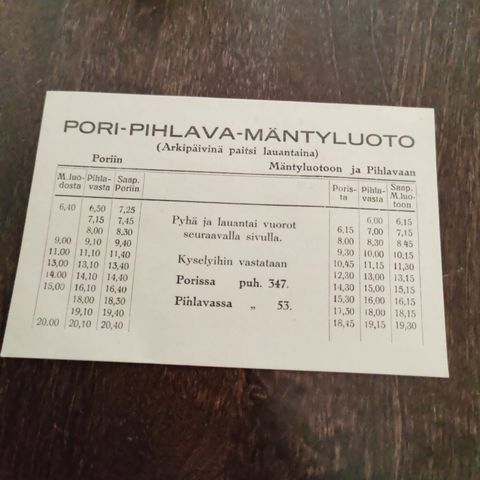 PORI-PIHLAVA-MÄNTYLUOTO
(Arkipäivinä paitsi lauantaina)
Poriin
M.luo- Pihla- Saap.
dosta vasta Poriin
6,40 6,50 7,25
7,15 7,45
8,00 8,30
9,00 9,10 9,40
11.00 11,10 11,40
13,00 13,10 13,40
14.00 14,10 14,40
15,00 16,10 16,40
18,00 18,30
19,10 19,40
20.00 20,10 20,40
Pyhä ja lauantai vuorot
seuraavalla sivulla.
Kyselyihin vastataan
Porissa puh. 347.
Pihlavassa „ 53.
Mäntyluotoon ja Pihlavaan
Poris- Pihla- Saap.
ta vasta M.luo-
toon
6,00 6,15
6.15 7,00 7,15
8.00 8,30 8.45
9,30 10,00 10,15
10,45 11,15 11,30
12,30 13,00 13,15
14,30 15,00 15,15
15,30 16,00 16,15
17,30 18,00 18,15
18,45 19,15 19,30